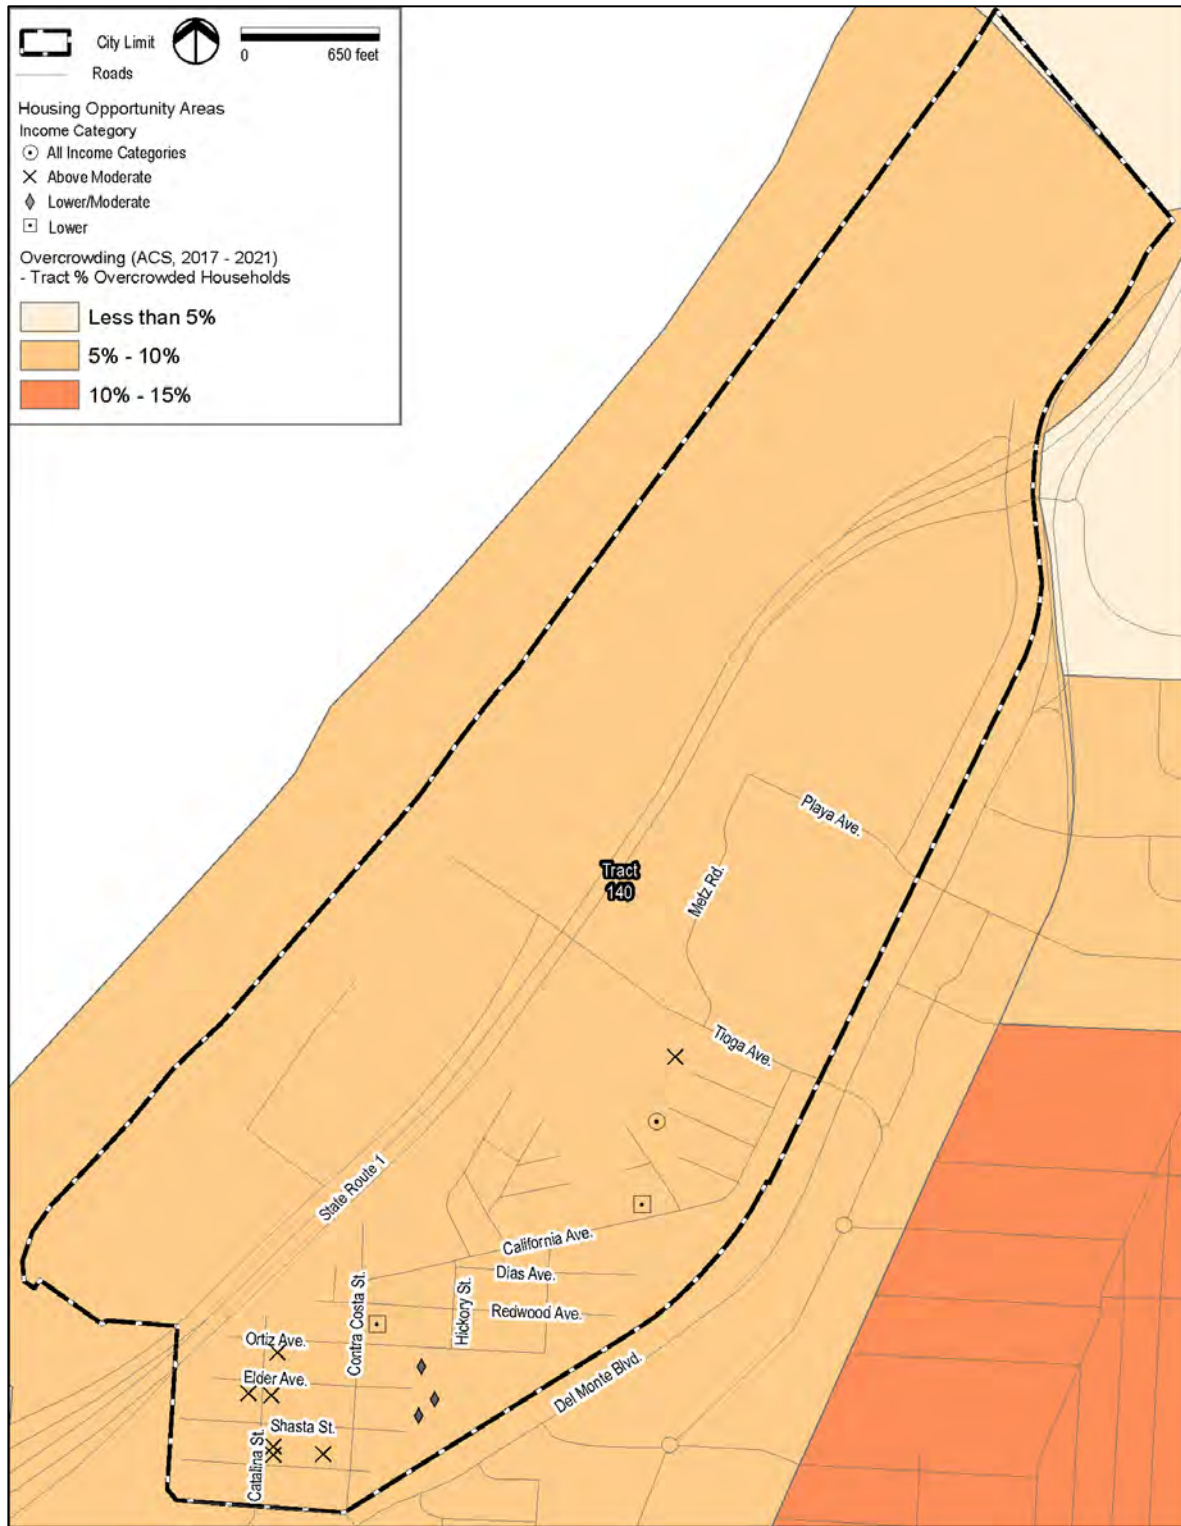 City Limit
0 650 feet
Roads
Housing Opportunity Areas
Income Category
All Income Categories
Above Moderate
Lower/Moderate
Lower
Overcrowding (ACS, 2017 - 2021)
- Tract % Overcrowded Households
Less than 5%
5% - 10%
10% - 15%
Playa Ave.
Tract
140
Metz Rd.
Tioga Ave.
State Route 1
California Ave.
Dias Ave.
Contra Costa St.
Hickory St.
Redwood Ave.
Ortiz Ave.
Elder Ave.
Del Monte Blvd.
Shasta St.
Catalina St.